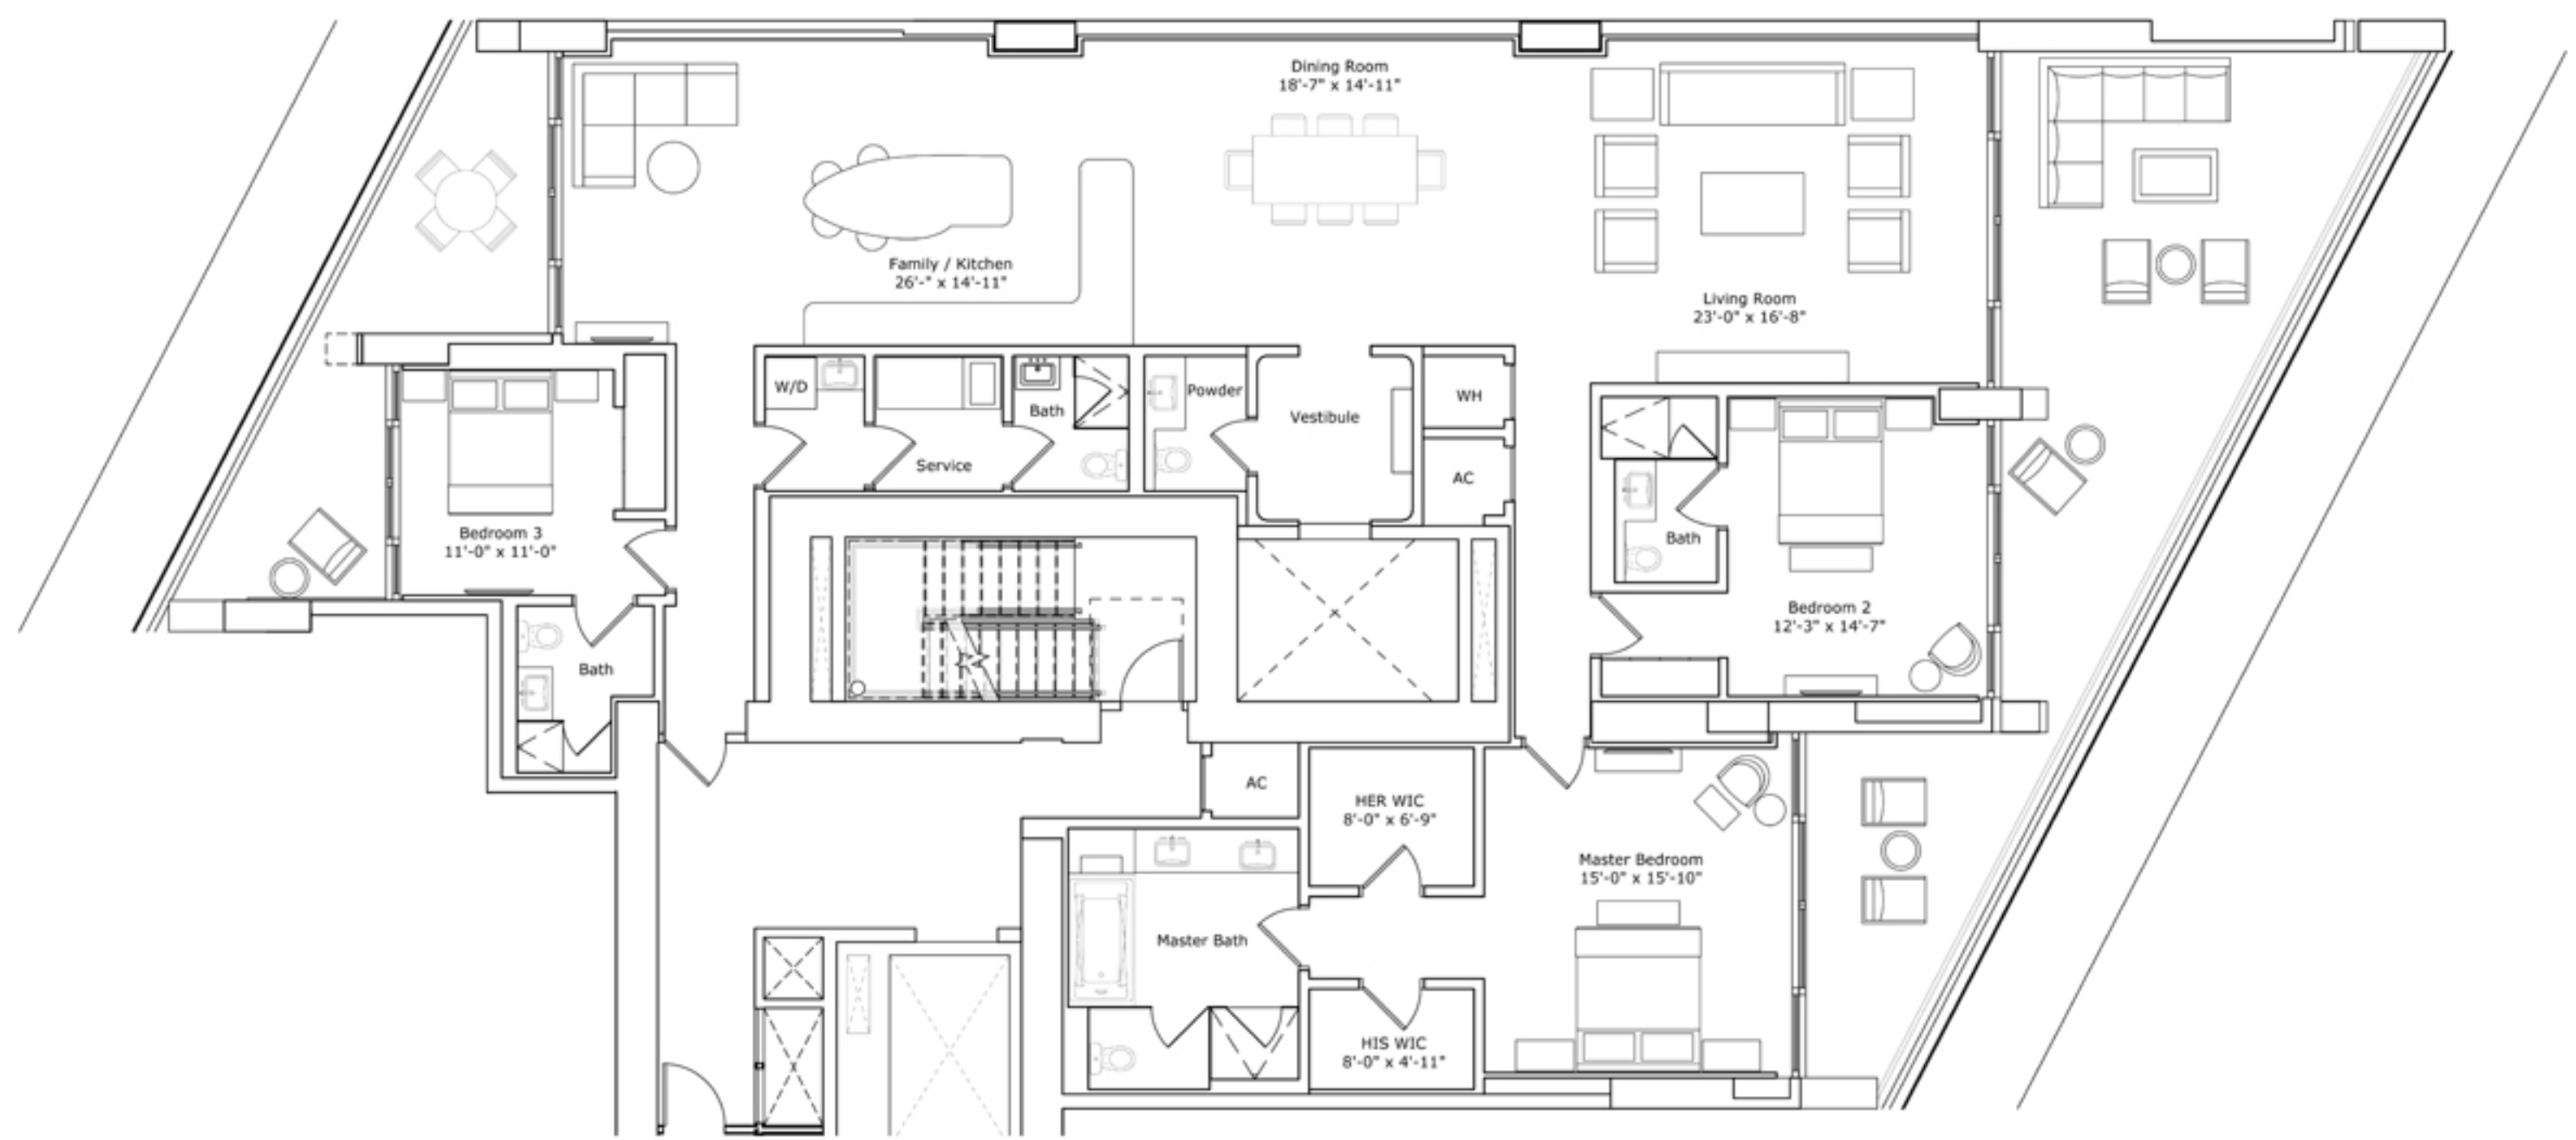 Dining Room
18'-7" x 14'-11"
Family / Kitchen
26'-" x 14'-11"
Living Room
23'-0" x 16'-8"
W/D
Service
Bath
Powder
Vestibule
WH
AC
Bedroom 3
11'-0" x 11'-0"
Bath
Bath
Bedroom 2
12'-3" x 14'-7"
AC
HER WIC
8'-0" x 6'-9"
Master Bedroom
15'-0" x 15'-10"
Master Bath
HIS WIC
8'-0" x 4'-11"